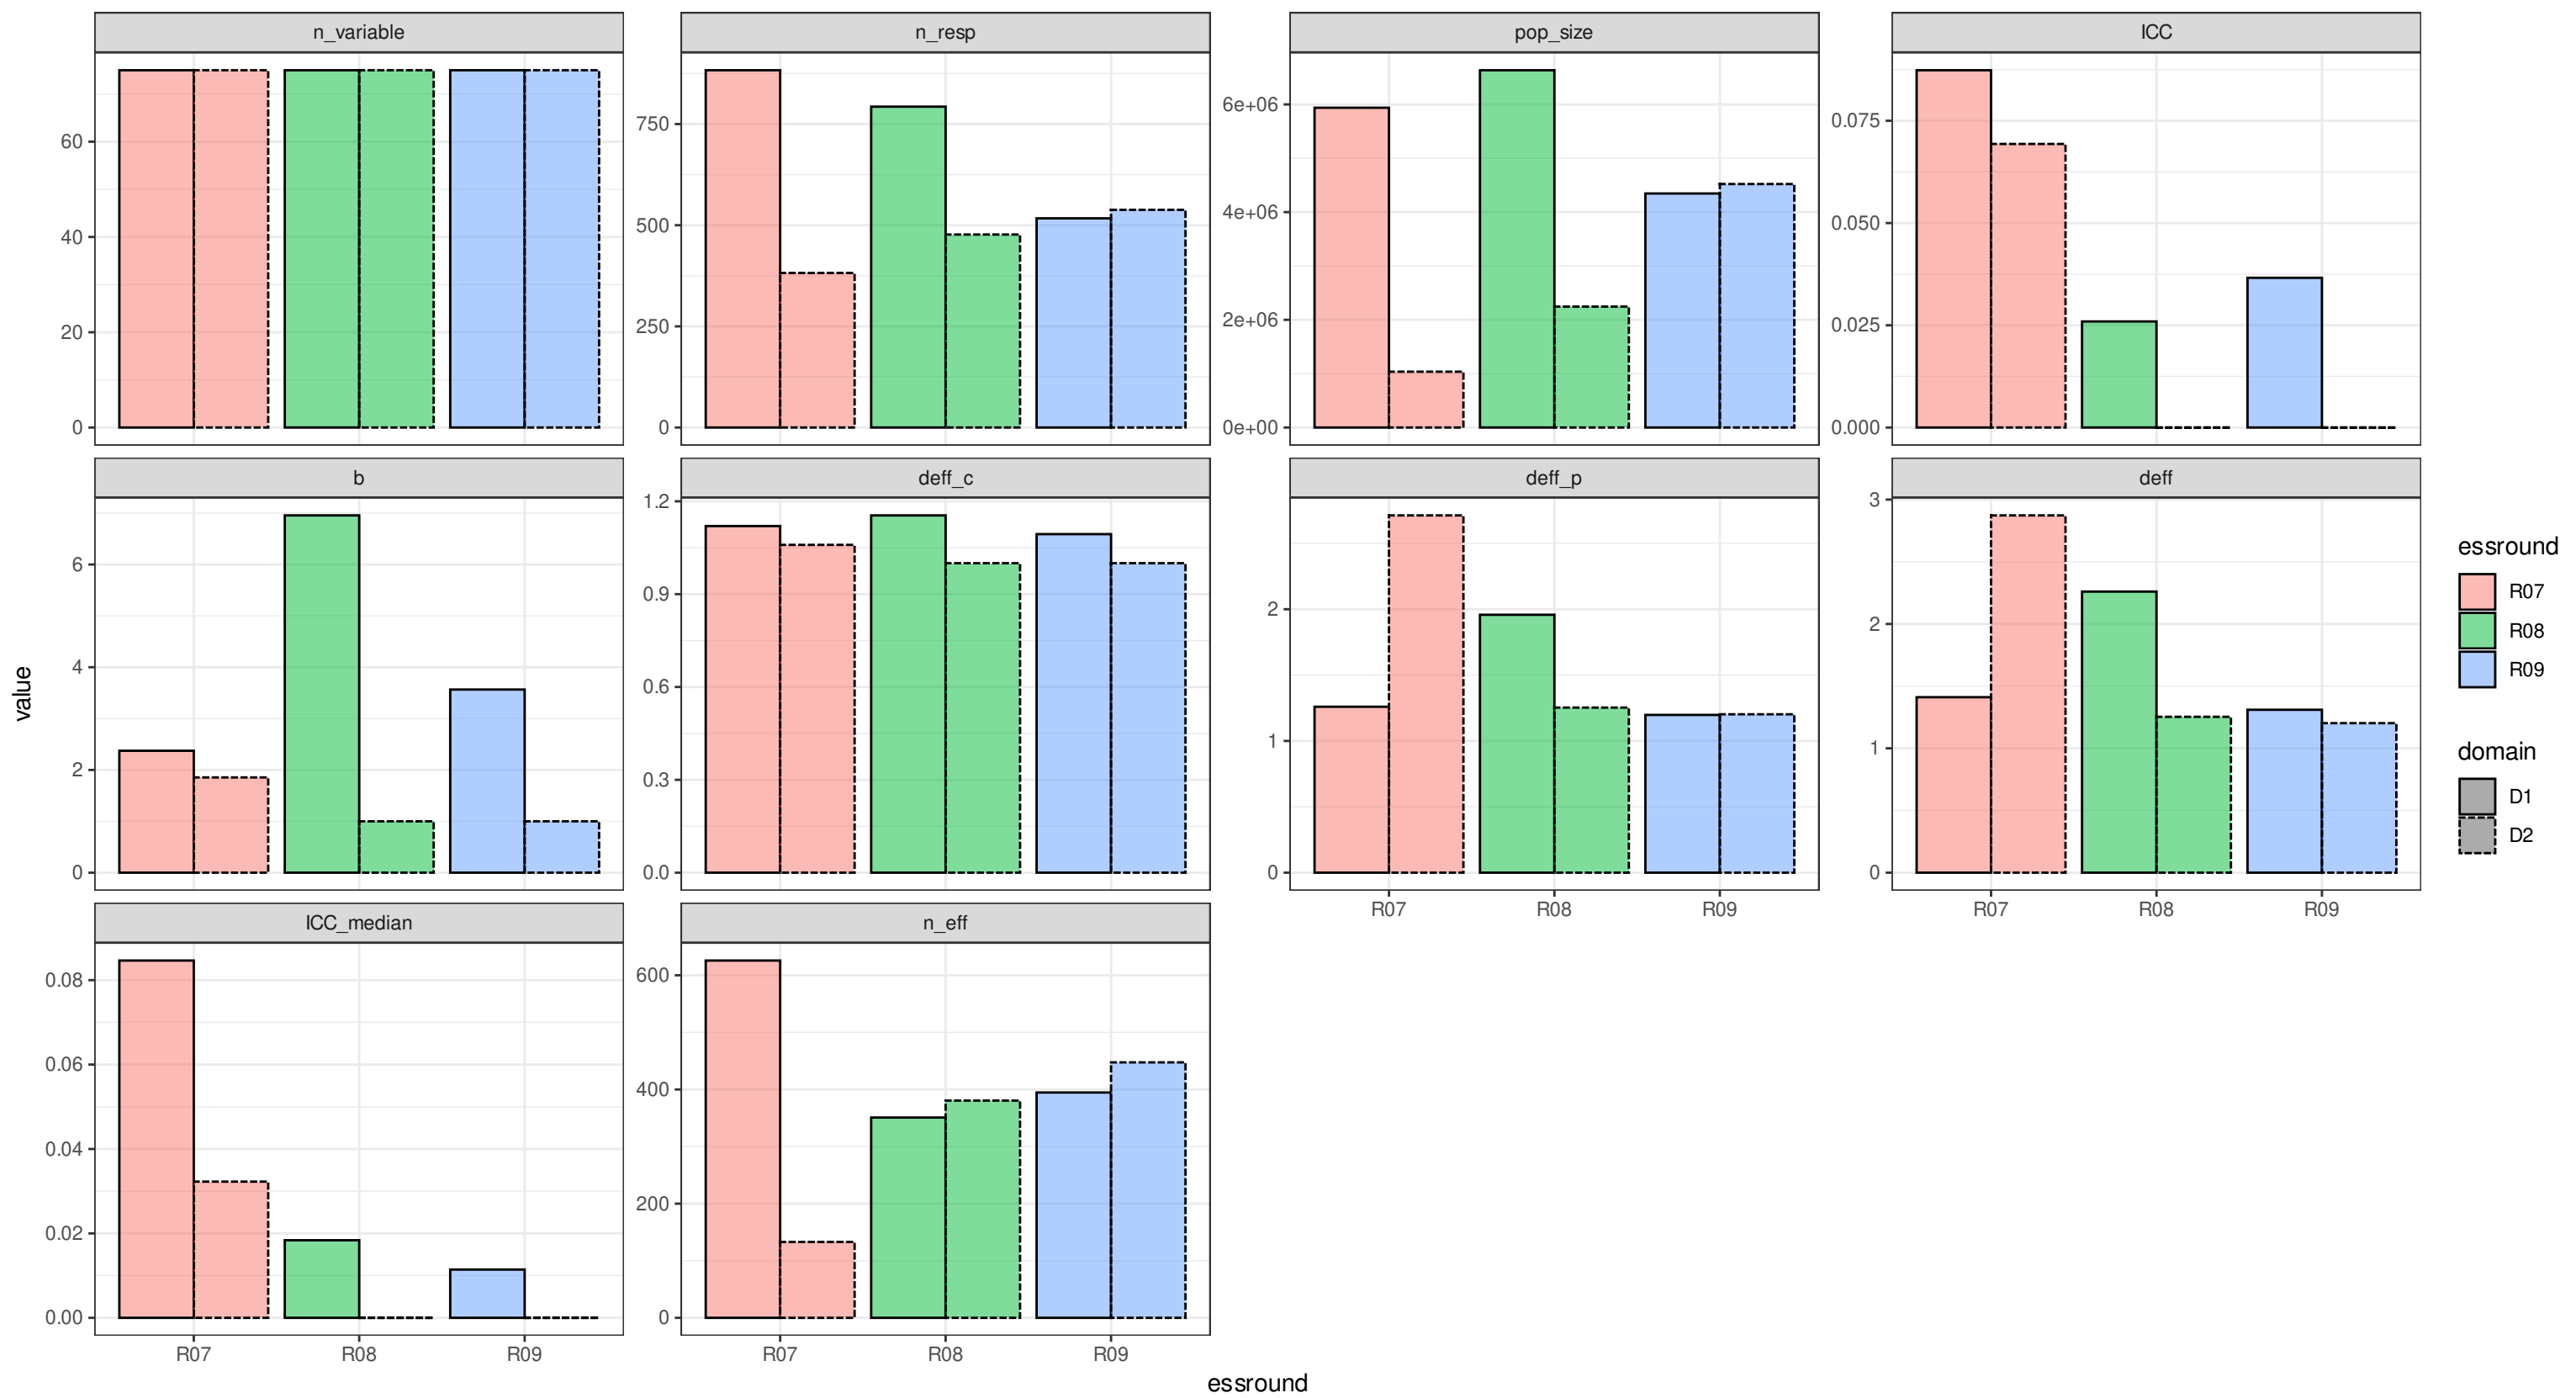 n_variable
n_resp
pop_size
ICC
60
40
20
0
750
500
250
0
6e+06
4e+06
2e+06
0e+00
0.075
0.050
0.025
0.000
b
deff_c
deff_p
deff
6
4
2
0
1.2
0.9
0.6
0.3
0.0
2
1
0
3
2
1
0
R07 R08 R09
R07 R08 R09
ICC_median
n_eff
0.08
0.06
0.04
0.02
0.00
600
400
200
0
R07 R08 R09
R07 R08 R09
value
essround
essround
R07
R08
R09
domain
D1
D2